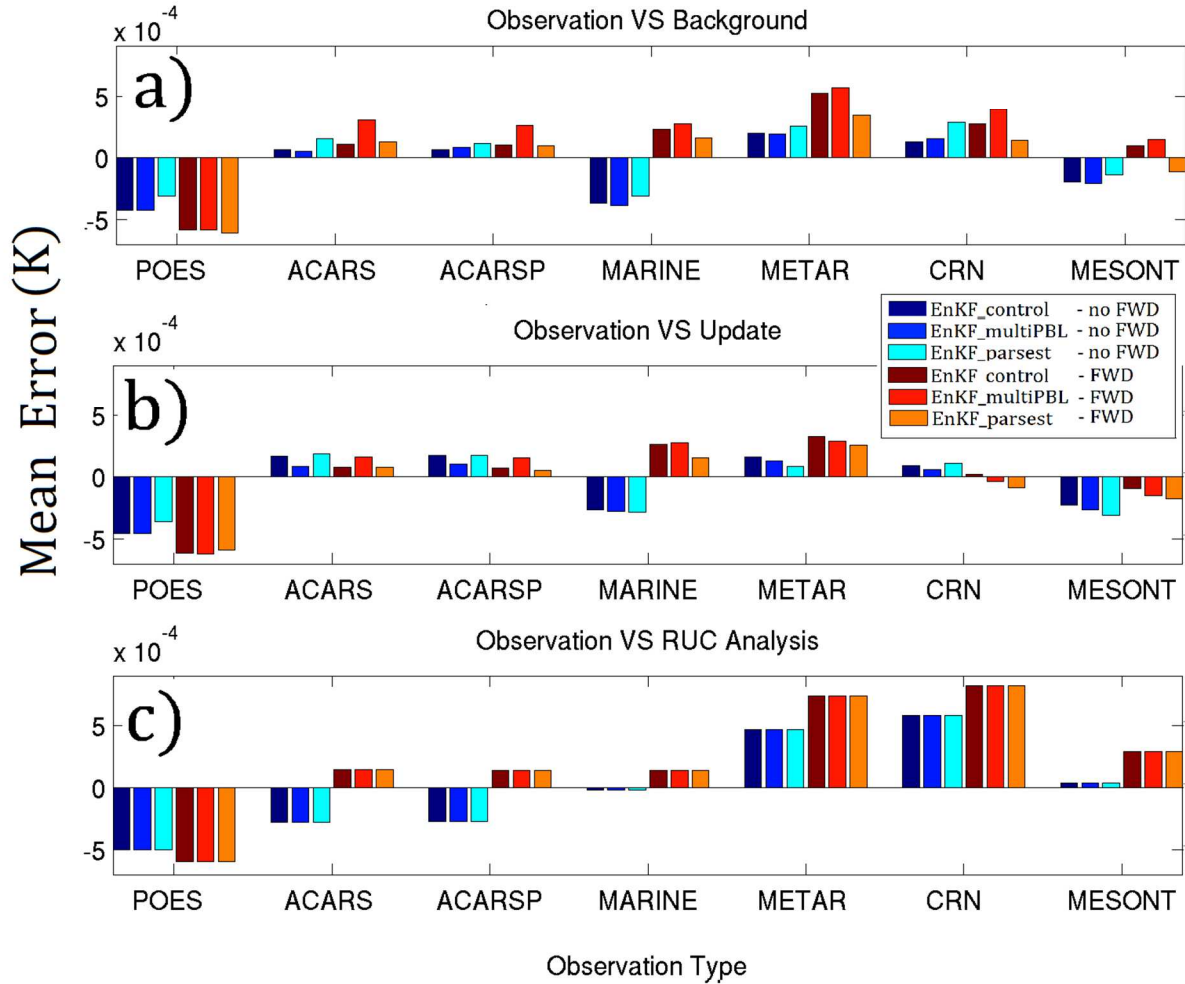 x 10^-4
Observation VS Background
a)
5
0
-5
POES ACARS ACARSP MARINE METAR CRN MESONT
Mean Error (K)
x 10^-4
Observation VS Update
EnKF_control - no FWD
EnKF_multiPBL - no FWD
EnKF_parsest - no FWD
EnKF control - FWD
EnKF_multiPBL - FWD
EnKF_parsest - FWD
b)
5
0
-5
POES ACARS ACARSP MARINE METAR CRN MESONT
x 10^-4
Observation VS RUC Analysis
c)
5
0
-5
POES ACARS ACARSP MARINE METAR CRN MESONT
Observation Type